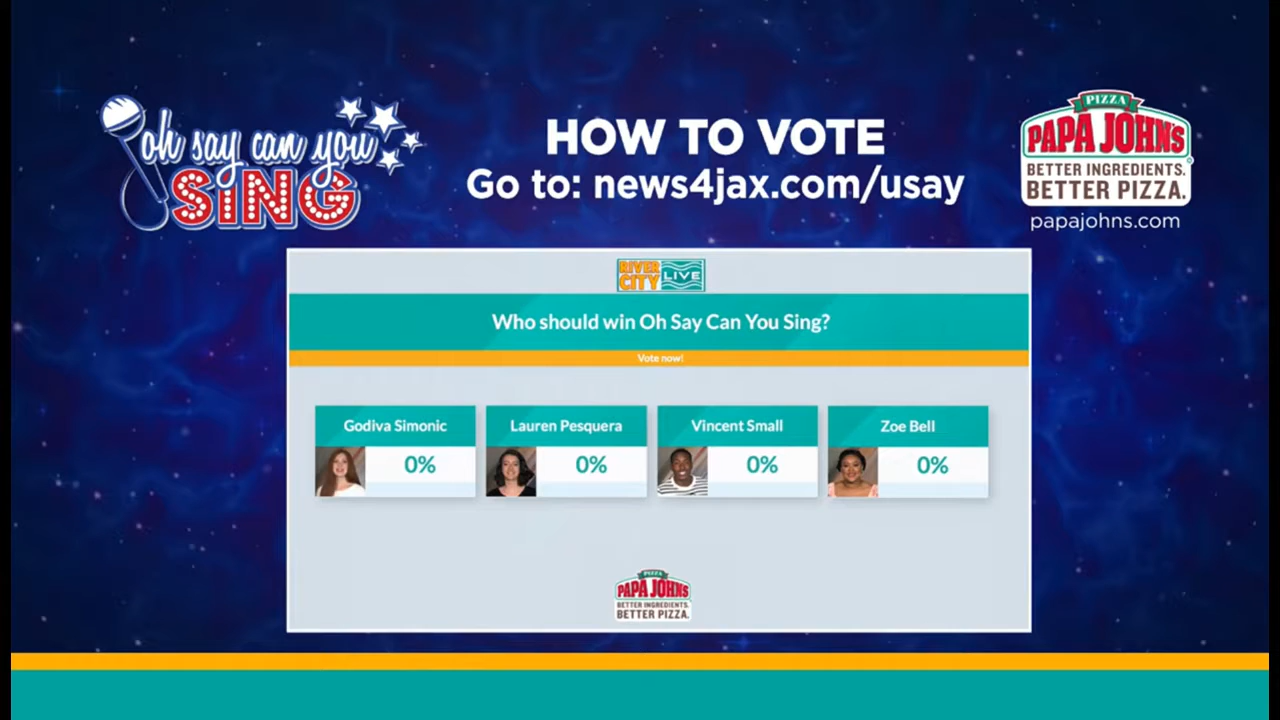 oh say can you
SING
HOW TO VOTE
Go to: news4jax.com/usay
PIZZA
PAPA JOHN'S
BETTER INGREDIENTS.
BETTER PIZZA.
papajohns.com
RIVER
CITY
LIVE
Who should win Oh Say Can You Sing?
Vote now!
Godiva Simonic
0%
Lauren Pesquera
0%
Vincent Small
0%
Zoe Bell
0%
PIZZA
PAPA JOHNS
BETTER INGREDIENTS.
BETTER PIZZA.